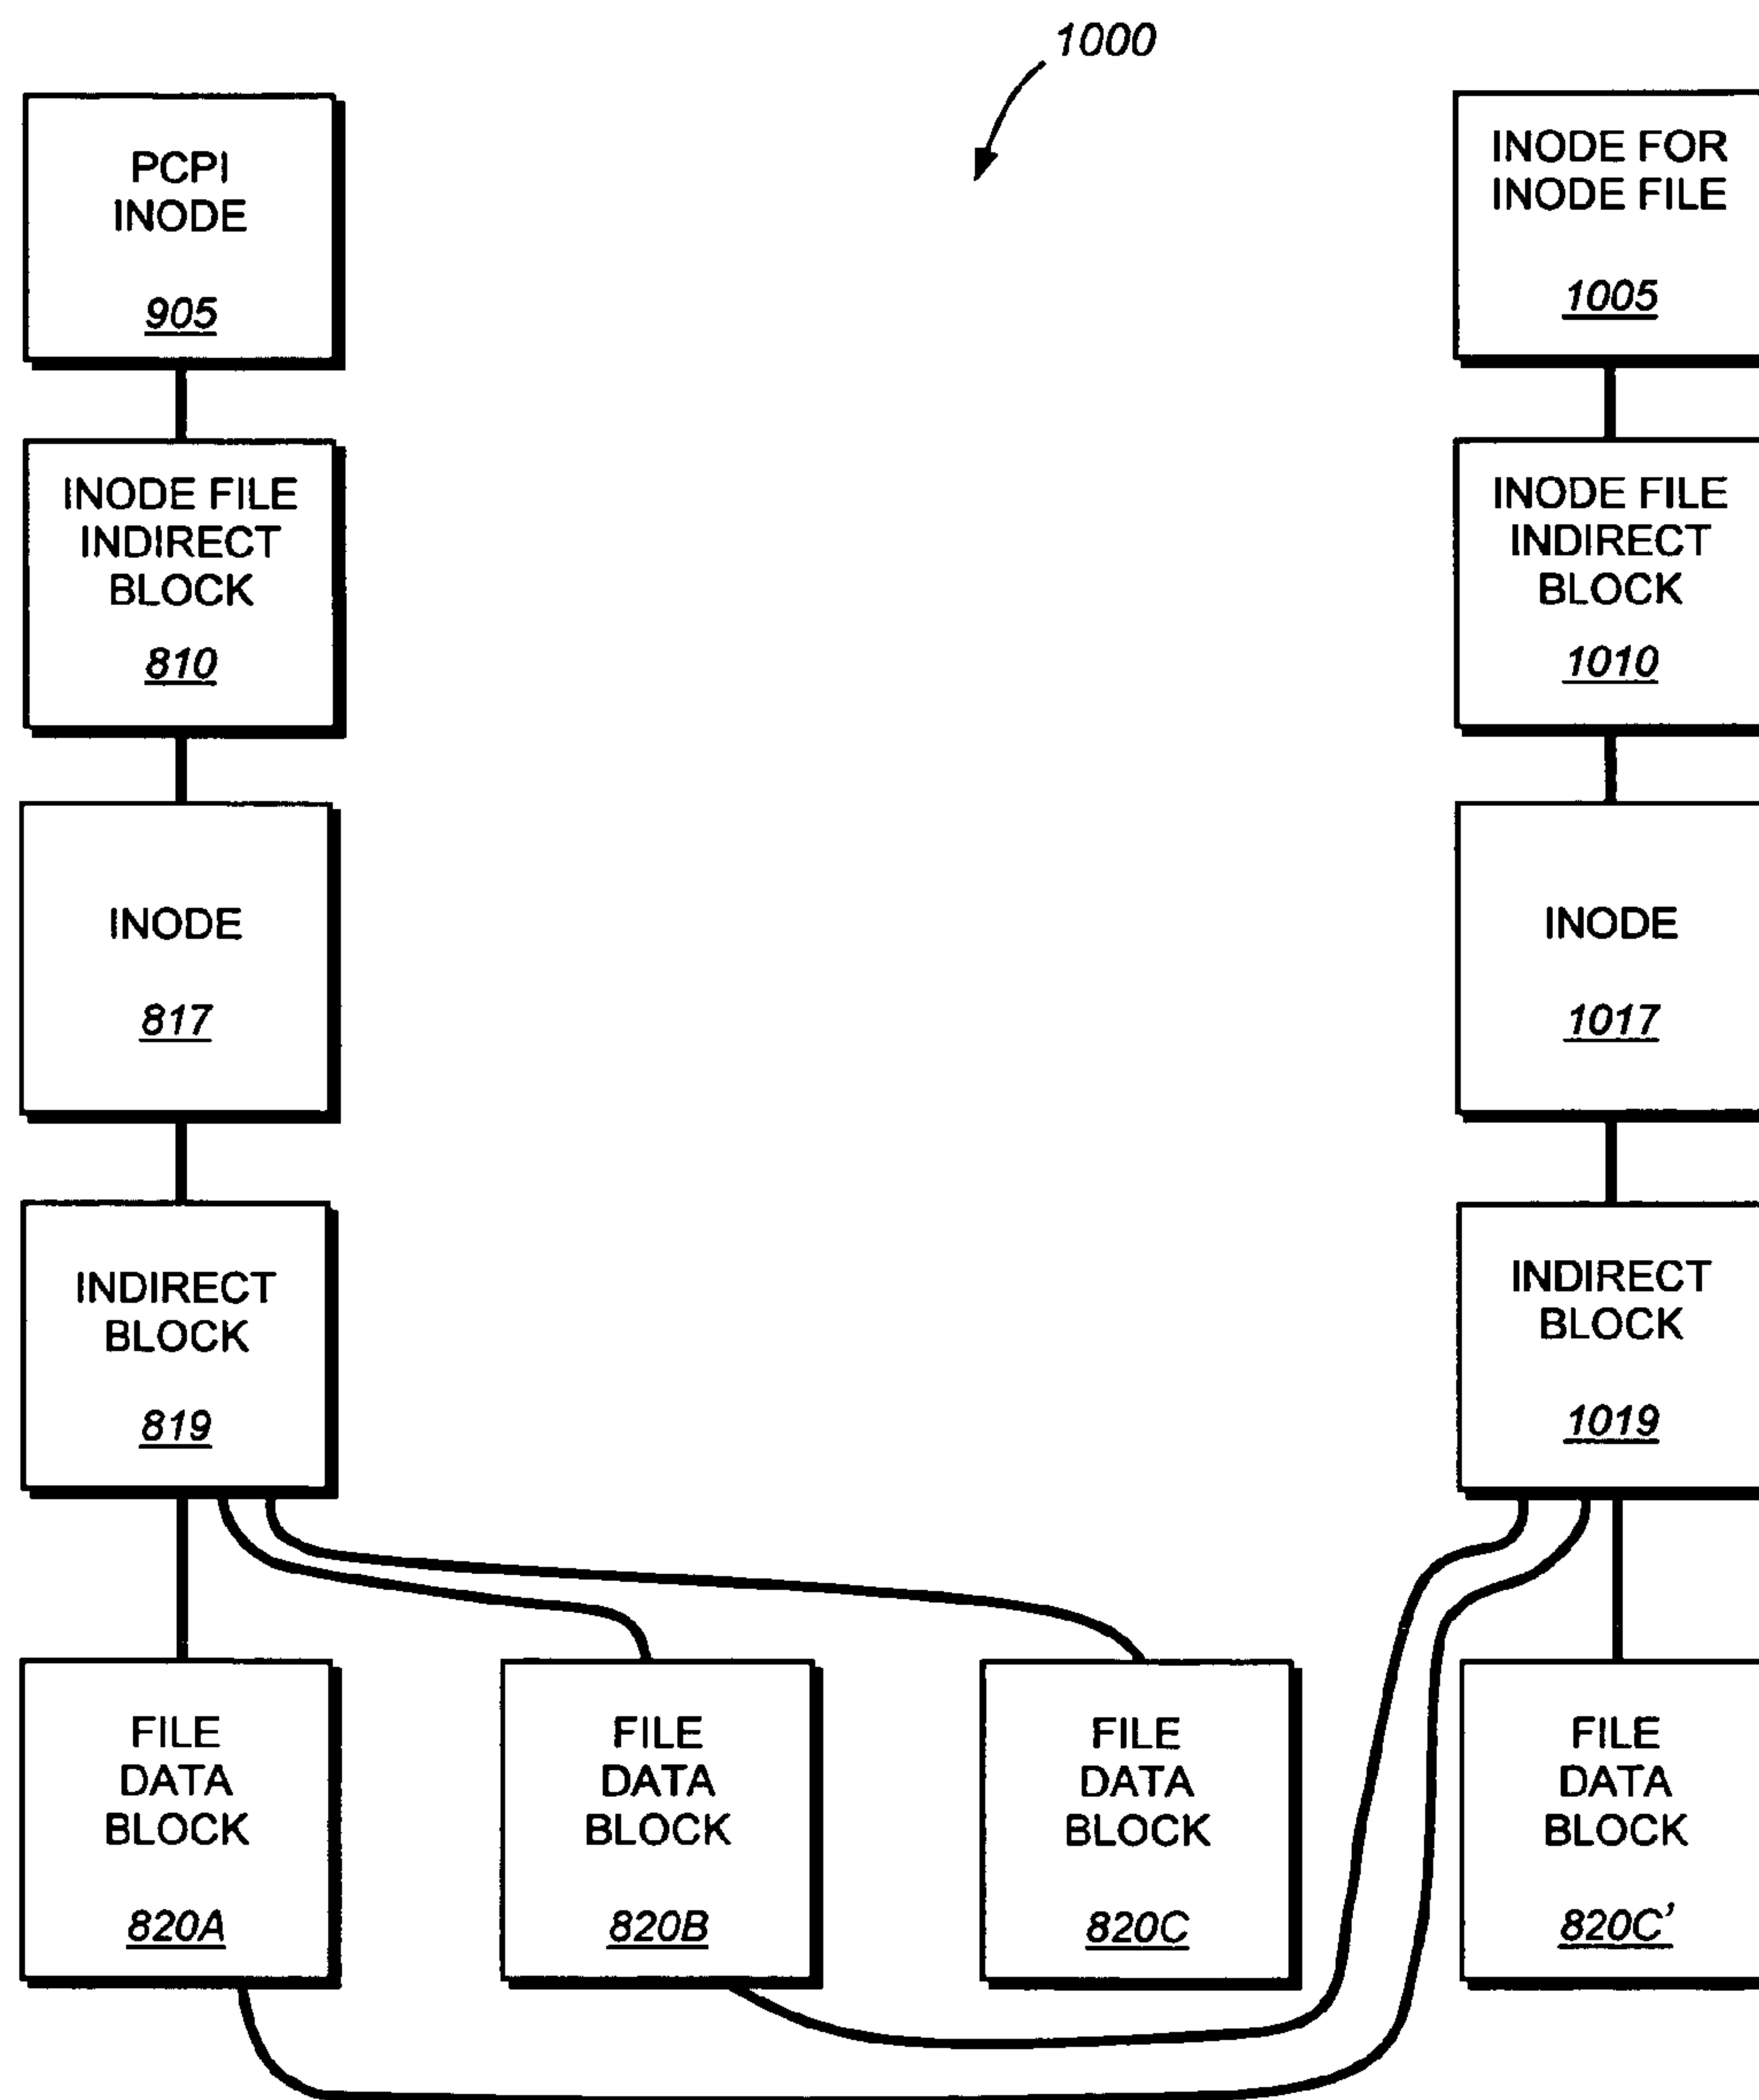 1000
PCPI
INODE
905
INODE FOR
INODE FILE
1005
INODE FILE
INDIRECT
BLOCK
810
INODE FILE
INDIRECT
BLOCK
1010
INODE
817
INODE
1017
INDIRECT
BLOCK
819
INDIRECT
BLOCK
1019
FILE
DATA
BLOCK
820A
FILE
DATA
BLOCK
820B
FILE
DATA
BLOCK
820C
FILE
DATA
BLOCK
820C'